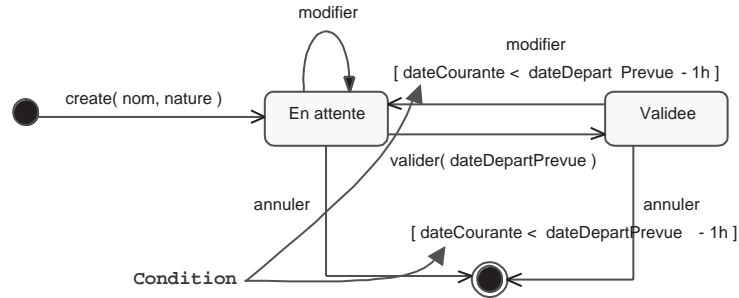 modifier
modifier
[ dateCourante < dateDepart Prevue - 1h ]
create( nom, nature )
En attente
Validee
valider( dateDepartPrevue )
annuler
annuler
[ dateCourante < dateDepartPrevue - 1h ]
Condition